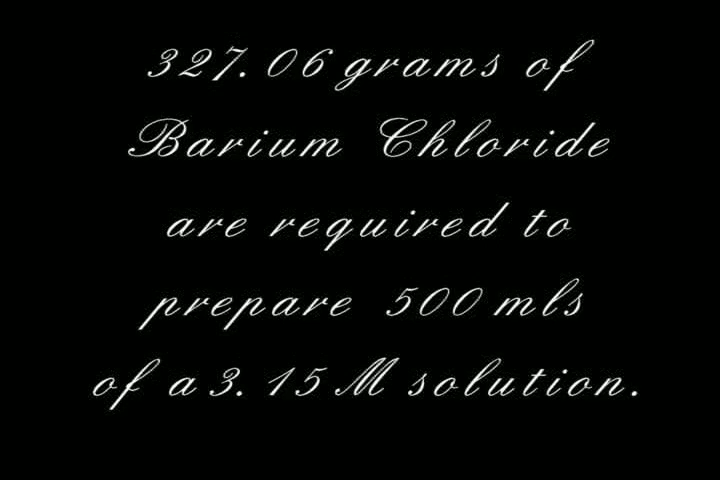 327.06 grams of
Barium Chloride
are required to
prepare 500 mls
of a 3.15 M solution.